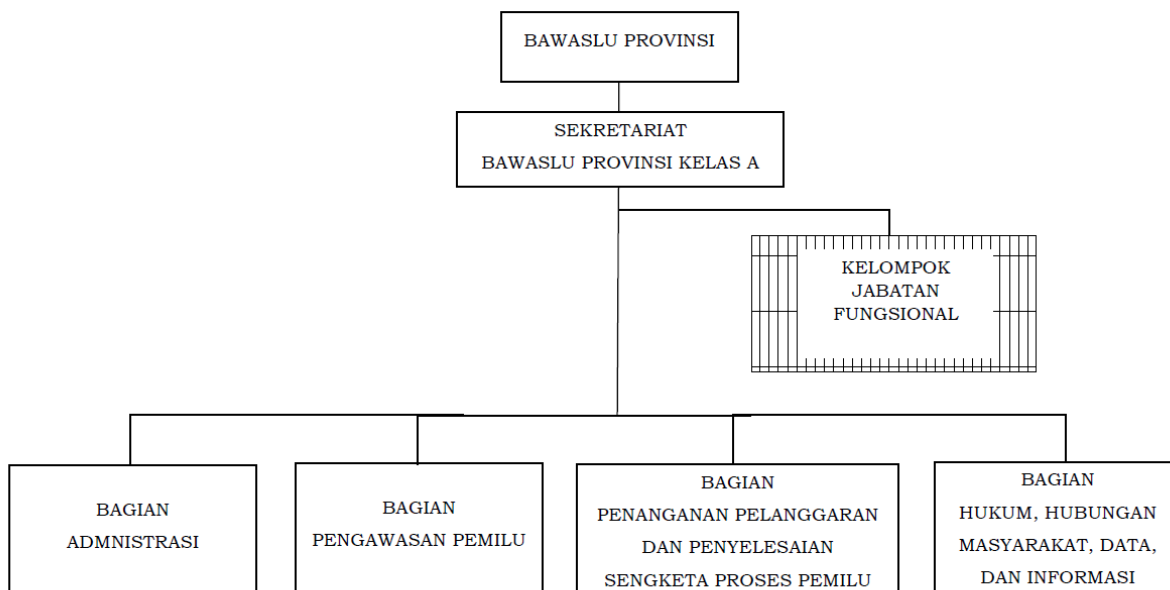 BAWASLU PROVINSI
SEKRETARIAT
BAWASLU PROVINSI KELAS A
KELOMPOK
JABATAN
FUNGSIONAL
BAGIAN
ADMNISTRASI
BAGIAN
PENGAWASAN PEMILU
BAGIAN
PENANGANAN PELANGGARAN
DAN PENYELESAIAN
SENGKETA PROSES PEMILU
BAGIAN
HUKUM, HUBUNGAN
MASYARAKAT, DATA,
DAN INFORMASI